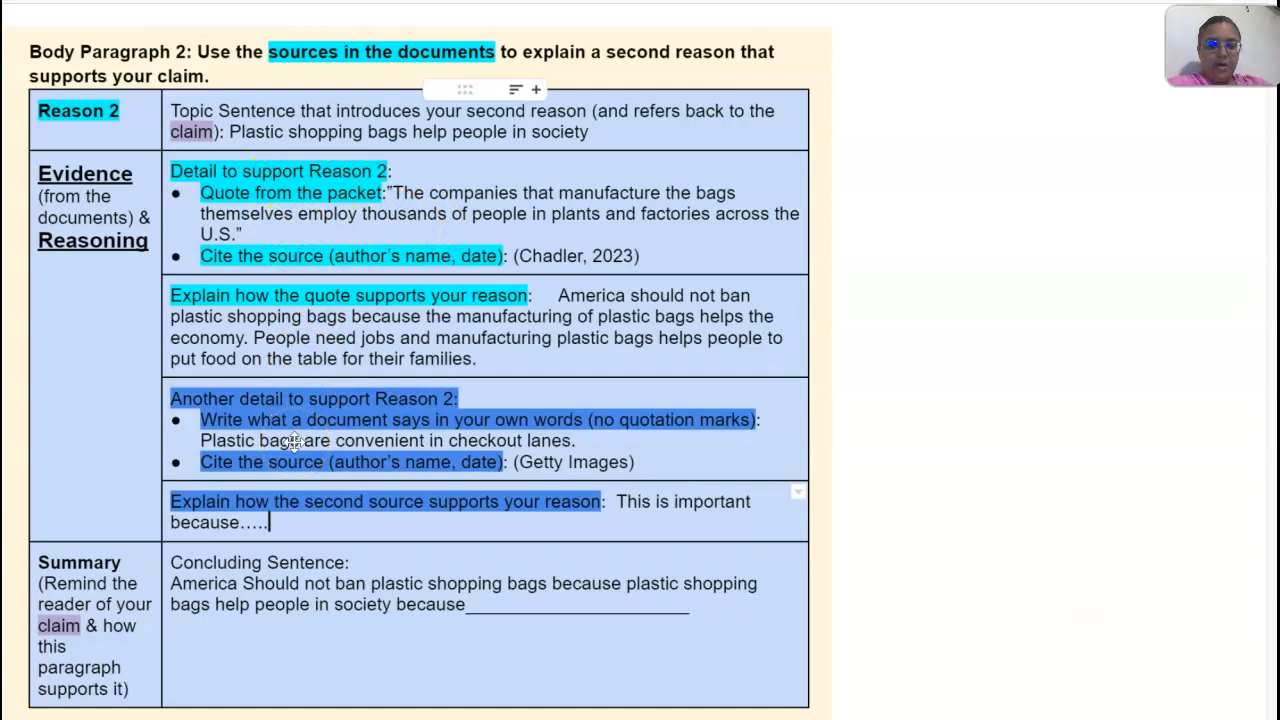 Body Paragraph 2: Use the sources in the documents to explain a second reason that
supports your claim.
Reason 2
Topic Sentence that introduces your second reason (and refers back to the
claim): Plastic shopping bags help people in society
Evidence
(from the
documents) &
Reasoning
Detail to support Reason 2:
● Quote from the packet:”The companies that manufacture the bags
themselves employ thousands of people in plants and factories across the
U.S.”
● Cite the source (author’s name, date): (Chadler, 2023)
Explain how the quote supports your reason: America should not ban
plastic shopping bags because the manufacturing of plastic bags helps the
economy. People need jobs and manufacturing plastic bags helps people to
put food on the table for their families.
Another detail to support Reason 2:
● Write what a document says in your own words (no quotation marks):
Plastic bags are convenient in checkout lanes.
● Cite the source (author’s name, date): (Getty Images)
Explain how the second source supports your reason: This is important
because…..
Summary
(Remind the
reader of your
claim & how
this
paragraph
supports it)
Concluding Sentence:
America Should not ban plastic shopping bags because plastic shopping
bags help people in society because_______________________